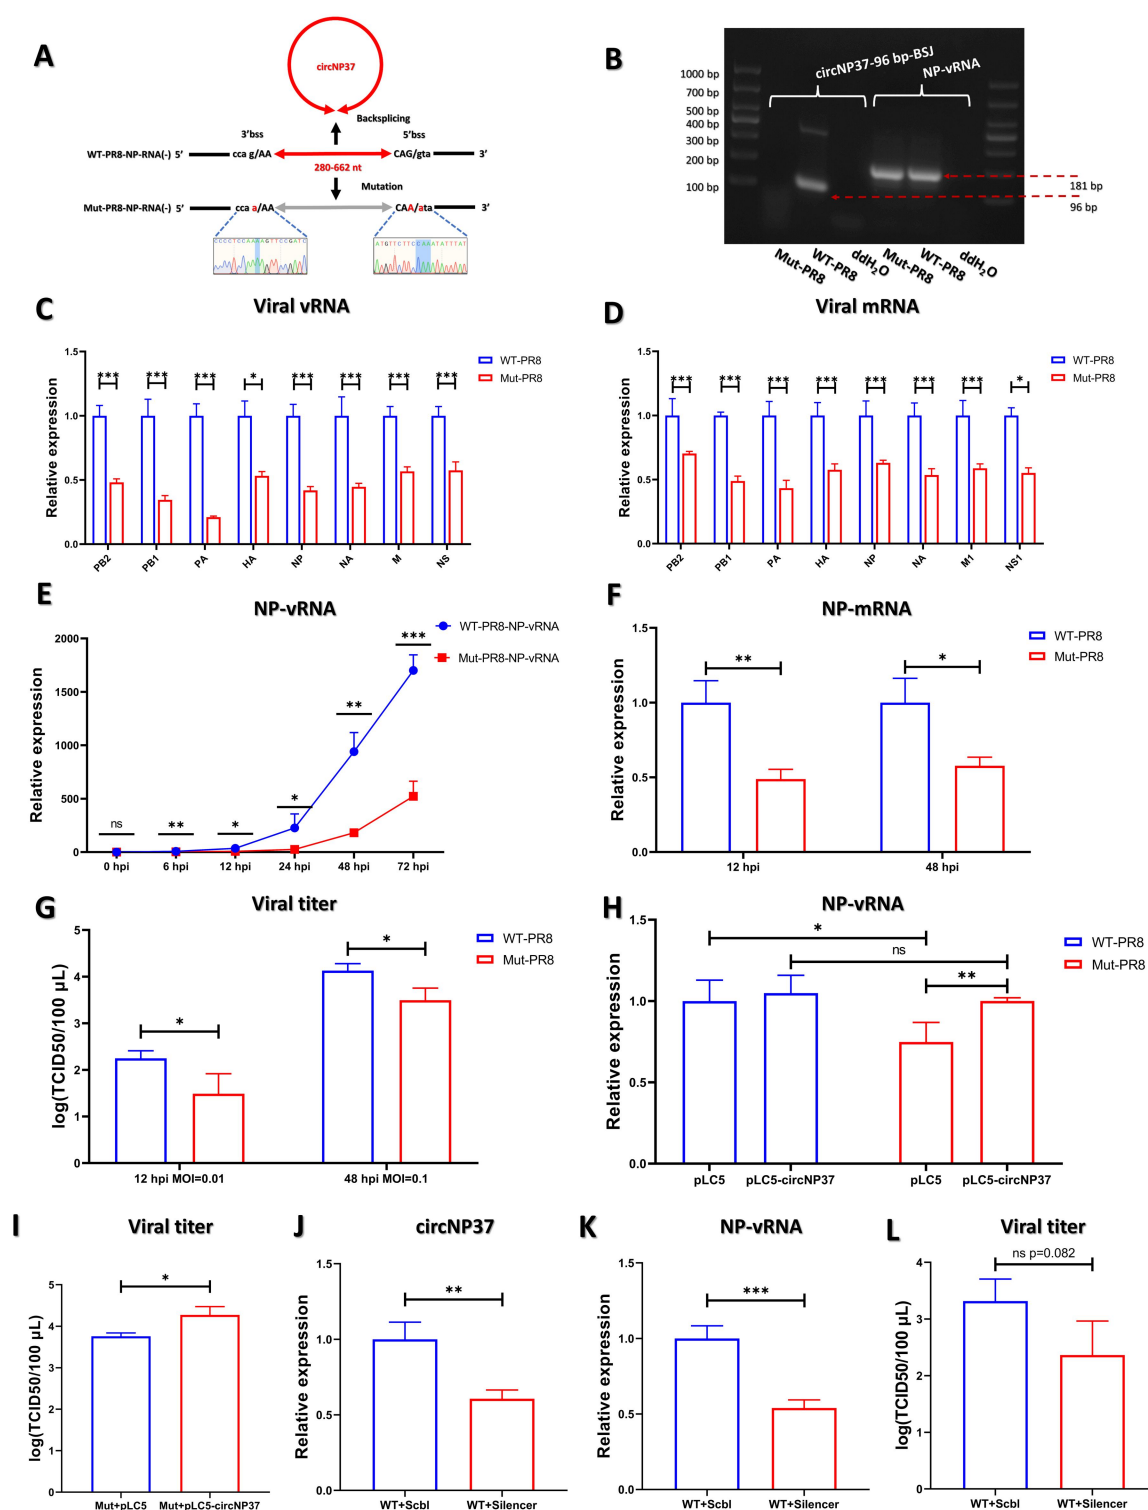 A
circNP37
Backsplicing
3'bss
5'bss
WT-PR8-NP-RNA(-) 5' cca g/AA CAG/gta 3'
280-662 nt
Mutation
Mut-PR8-NP-RNA(-) 5' cca a/AA CAA/ata 3'
CCCCTCCAAAAGTTCCGATC
ATGTTCTTCCAAATATTTAT
B
circNP37-96 bp-BSJ
NP-vRNA
1000 bp
700 bp
500 bp
400 bp
300 bp
200 bp
100 bp
181 bp
96 bp
Mut-PR8
WT-PR8
ddH2O
Mut-PR8
WT-PR8
ddH2O
C
Viral vRNA
Relative expression
1.5
1.0
0.5
0.0
*** *** *** * *** *** *** ***
WT-PR8
Mut-PR8
PB2 PB1 PA HA NP NA M NS
D
Viral mRNA
Relative expression
1.5
1.0
0.5
0.0
*** *** *** *** *** *** *** *
WT-PR8
Mut-PR8
PB2 PB1 PA HA NP NA M1 NS1
E
NP-vRNA
Relative expression
2000
1500
1000
500
0
ns ** * * ** ***
WT-PR8-NP-vRNA
Mut-PR8-NP-vRNA
0 hpi 6 hpi 12 hpi 24 hpi 48 hpi 72 hpi
F
NP-mRNA
Relative expression
1.5
1.0
0.5
0.0
** *
WT-PR8
Mut-PR8
12 hpi 48 hpi
G
Viral titer
log(TCID50/100 μL)
5
4
3
2
1
0
* *
WT-PR8
Mut-PR8
12 hpi MOI=0.01 48 hpi MOI=0.1
H
NP-vRNA
Relative expression
1.5
1.0
0.5
0.0
*
ns
**
WT-PR8
Mut-PR8
pLC5 pLC5-circNP37 pLC5 pLC5-circNP37
I
Viral titer
log(TCID50/100 μL)
5
4
3
2
1
0
*
Mut+pLC5 Mut+pLC5-circNP37
J
circNP37
Relative expression
1.5
1.0
0.5
0.0
**
WT+Scbl WT+Silencer
K
NP-vRNA
Relative expression
1.5
1.0
0.5
0.0
***
WT+Scbl WT+Silencer
L
Viral titer
log(TCID50/100 μL)
4
3
2
1
0
ns p=0.082
WT+Scbl WT+Silencer